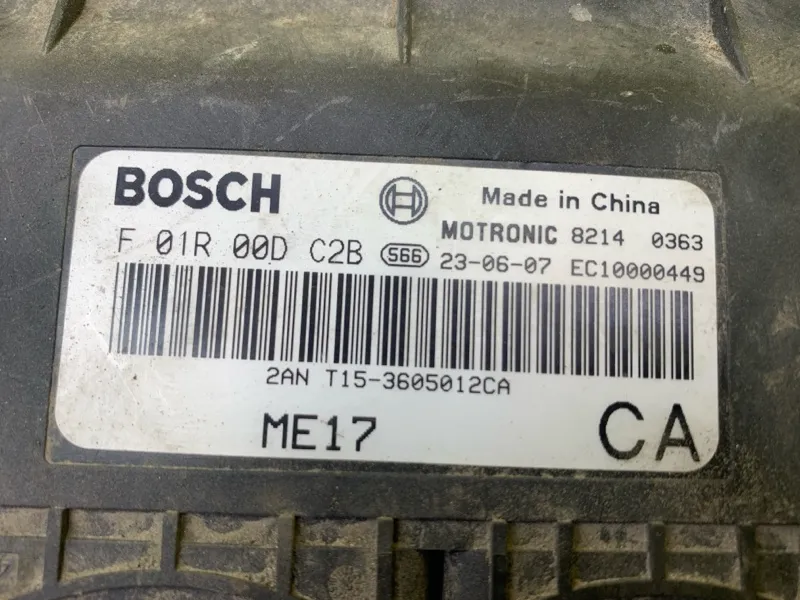 BOSCH
Made in China
MOTRONIC 8214 0363
F 01R 00D C2B 566 23-06-07 EC10000449
2AN T15-3605012CA
ME17
CA